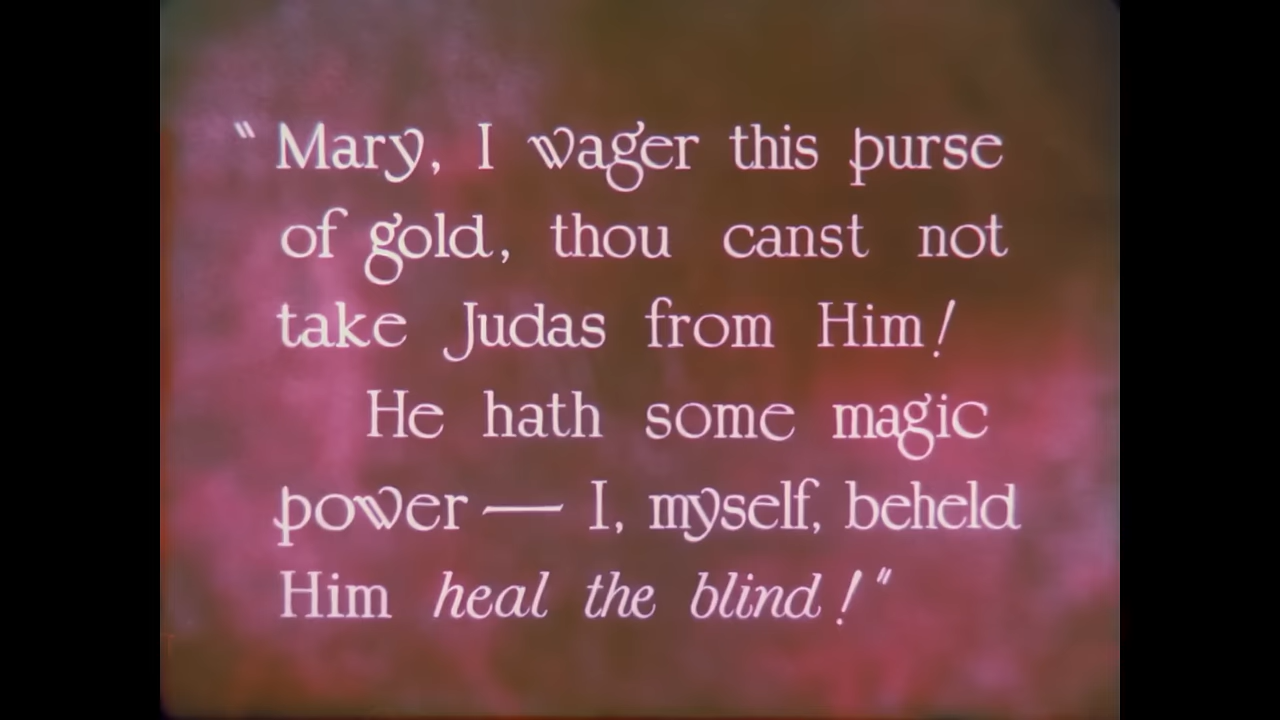 "Mary, I wager this purse
of gold, thou canst not
take Judas from Him!
He hath some magic
power — I, myself, beheld
Him heal the blind!"